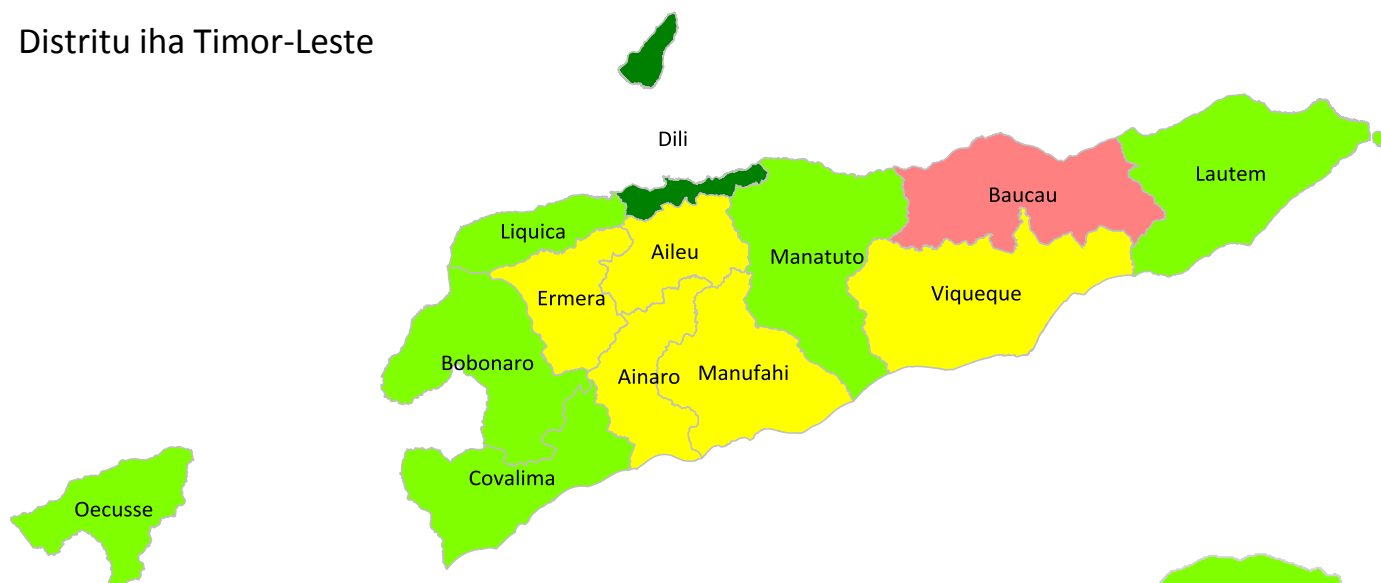 Distritu iha Timor-Leste
Dili
Lautem
Baucau
Liquica
Aileu
Manatuto
Viqueque
Ermera
Bobonaro
Ainaro
Manufahi
Covalima
Oecusse